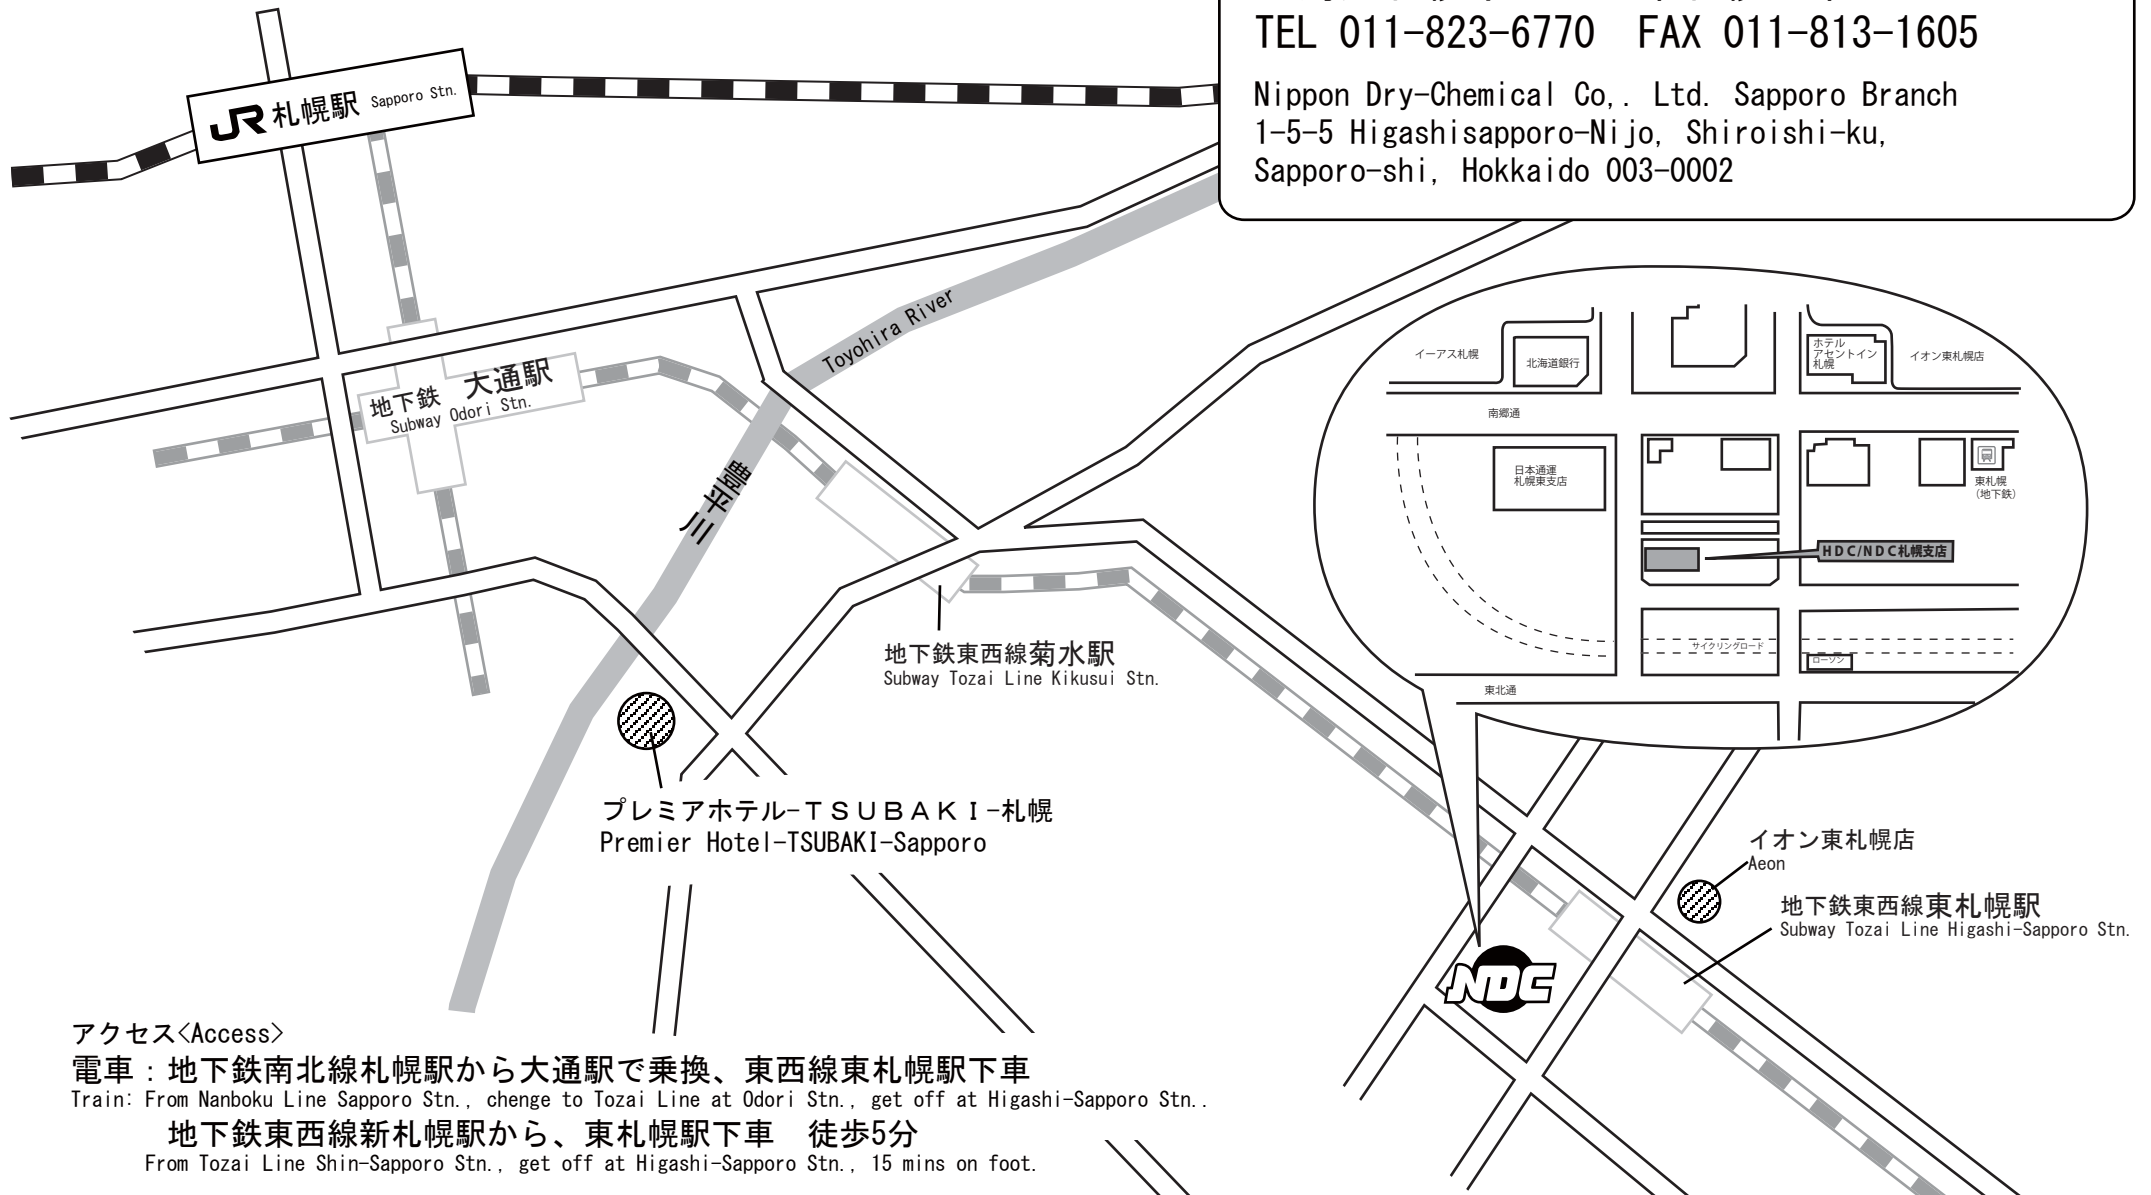 TEL 011-823-6770 FAX 011-813-1605
Nippon Dry-Chemical Co,. Ltd. Sapporo Branch
1-5-5 Higashisapporo-Nijo, Shiroishi-ku,
Sapporo-shi, Hokkaido 003-0002
JR 札幌駅 Sapporo Stn.
Toyohira River
地下鉄 大通駅
Subway Odori Stn.
豊平川
イーアス札幌
北海道銀行
ホテル
アセントイン
札幌
イオン東札幌店
南郷通
日本通運
札幌東支店
東札幌
(地下鉄)
HDC/NDC札幌支店
サイクリングロード
ローソン
東北通
地下鉄東西線菊水駅
Subway Tozai Line Kikusui Stn.
プレミアホテル-TSUBAKI-札幌
Premier Hotel-TSUBAKI-Sapporo
イオン東札幌店
Aeon
地下鉄東西線東札幌駅
Subway Tozai Line Higashi-Sapporo Stn.
NDC
アクセス<Access>
電車：地下鉄南北線札幌駅から大通駅で乗換、東西線東札幌駅下車
Train: From Nanboku Line Sapporo Stn., chenge to Tozai Line at Odori Stn., get off at Higashi-Sapporo Stn..
地下鉄東西線新札幌駅から、東札幌駅下車　徒歩5分
From Tozai Line Shin-Sapporo Stn., get off at Higashi-Sapporo Stn., 15 mins on foot.